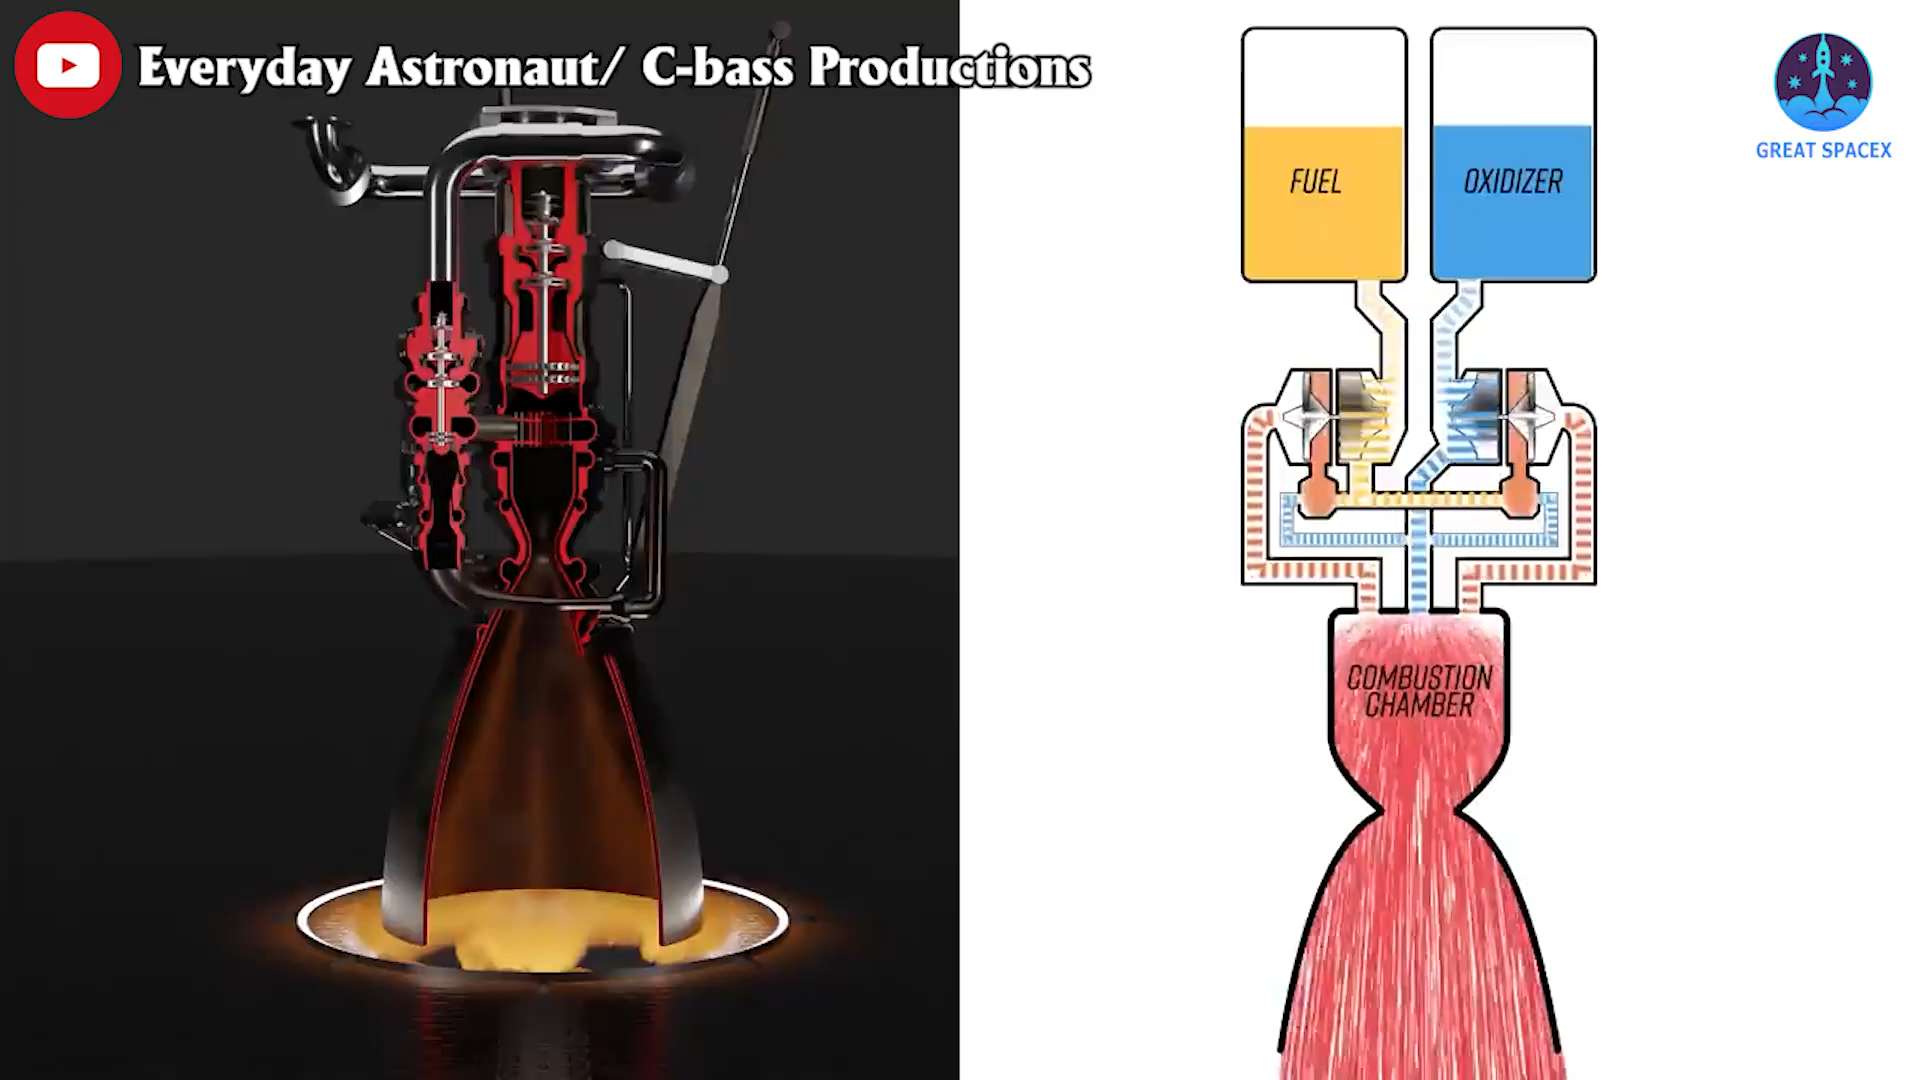 Everyday Astronaut/ C-bass Productions
GREAT SPACEX
FUEL
OXIDIZER
COMBUSTION
CHAMBER